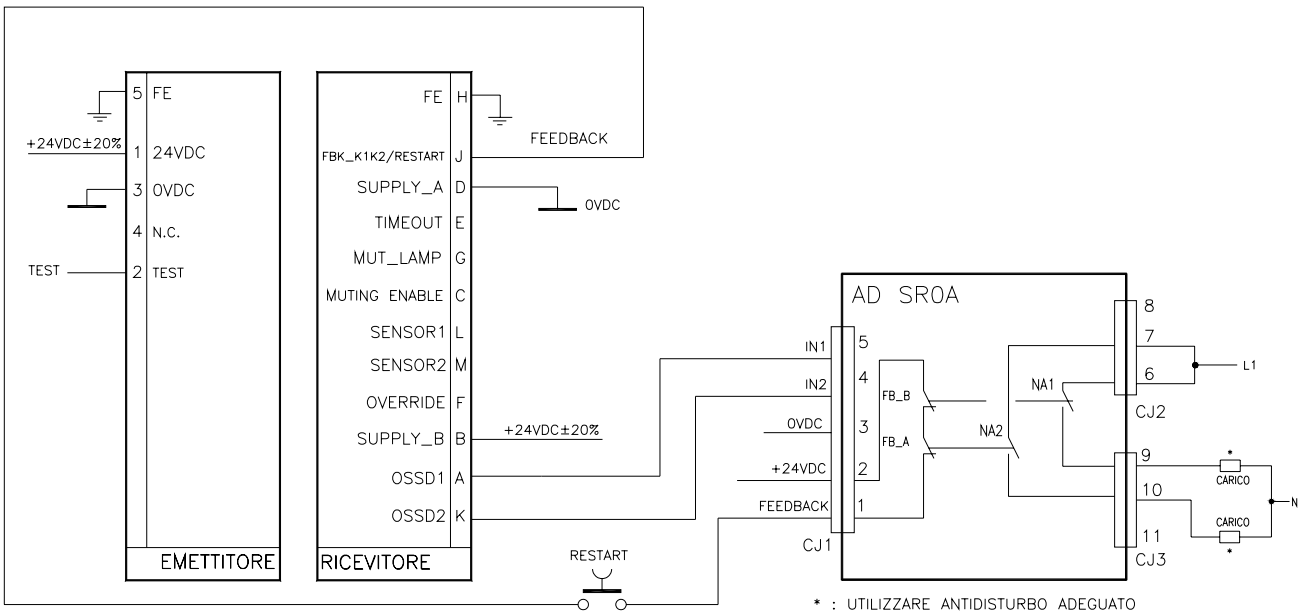 5 FE
+24VDC±20%
1 24VDC
3 0VDC
4 N.C.
TEST
2 TEST
EMETTITORE
FE H
FEEDBACK
FBK_K1K2/RESTART J
SUPPLY_A D
0VDC
TIMEOUT E
MUT_LAMP G
MUTING ENABLE C
SENSOR1 L
SENSOR2 M
OVERRIDE F
SUPPLY_B B
+24VDC±20%
OSSD1 A
OSSD2 K
RICEVITORE
RESTART
AD SR0A
IN1
5
IN2
4
0VDC
3
+24VDC
2
FEEDBACK
1
CJ1
FB_B
FB_A
NA1
NA2
8
7
6
L1
CJ2
9
10
11
CJ3
*
CARICO
N
CARICO
*
* : UTILIZZARE ANTIDISTURBO ADEGUATO